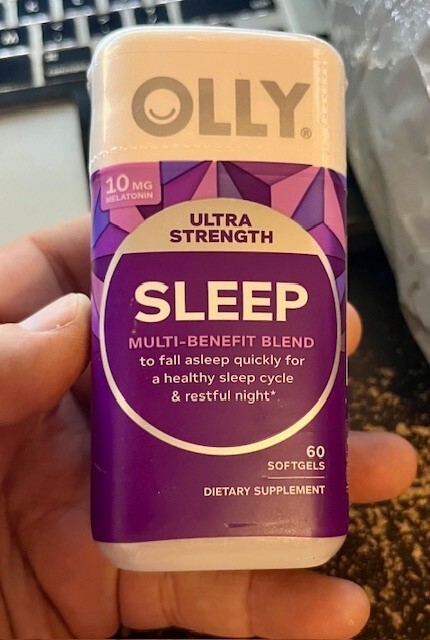 OLLY®
10 MG
MELATONIN
ULTRA
STRENGTH
SLEEP
MULTI-BENEFIT BLEND
to fall asleep quickly for
a healthy sleep cycle
& restful night*
60
SOFTGELS
DIETARY SUPPLEMENT